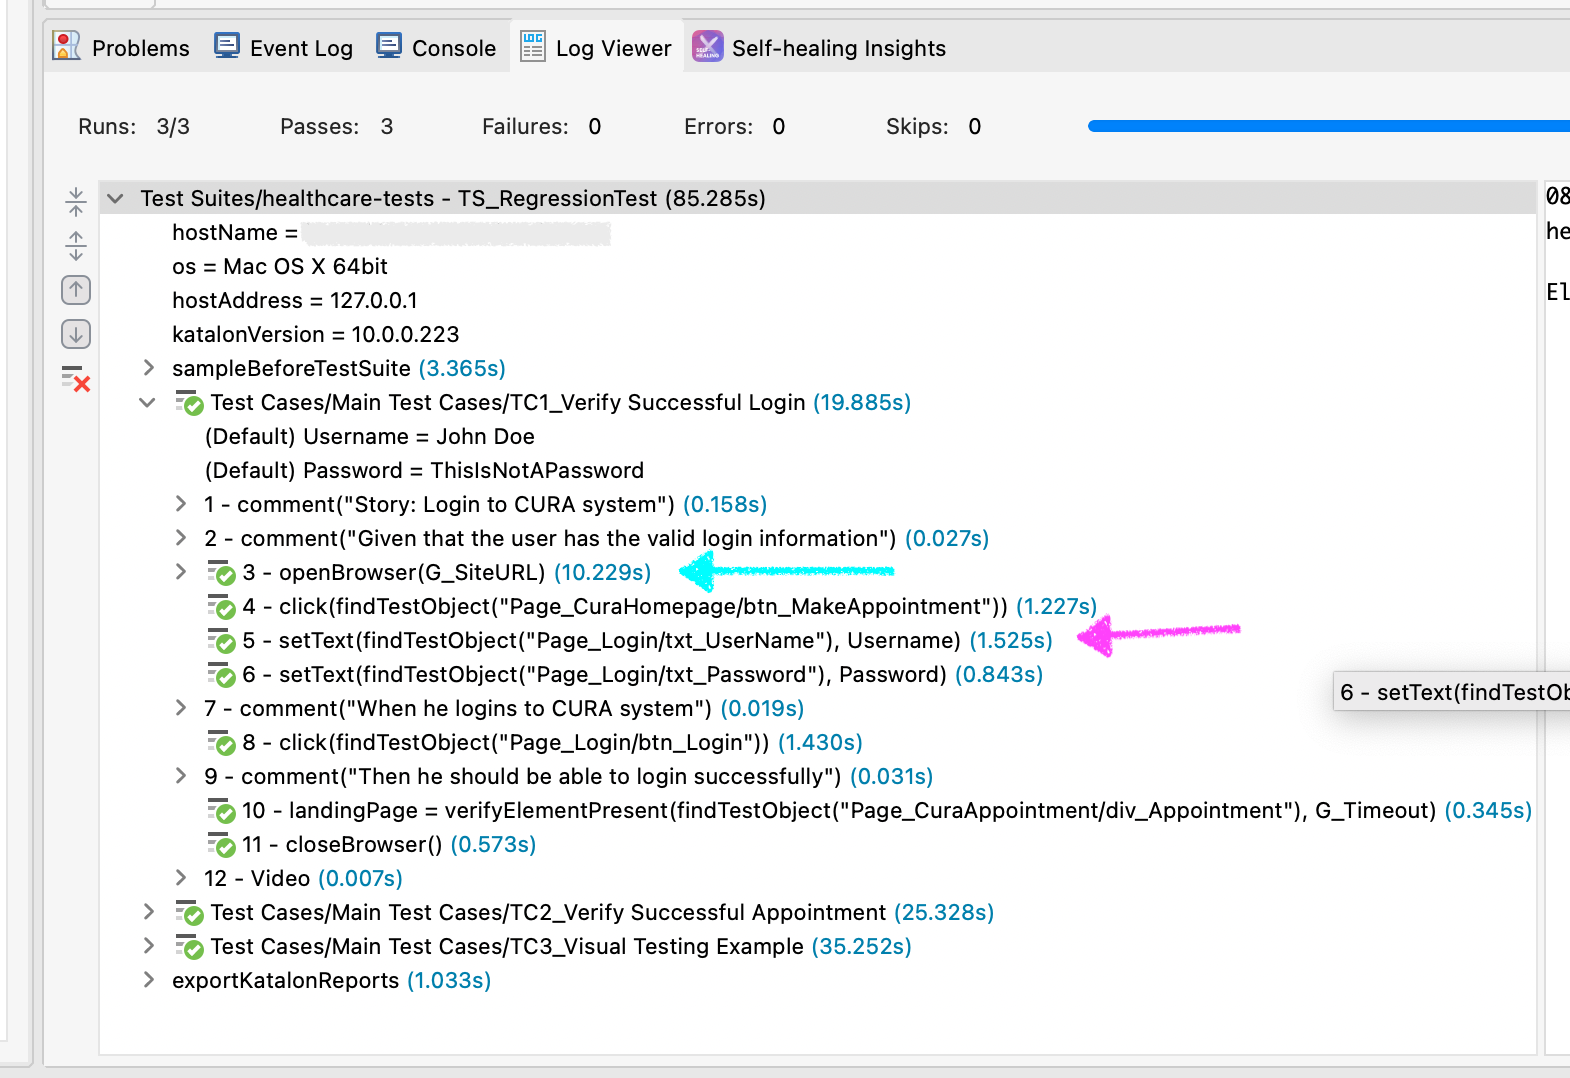 Problems Event Log Console Log Viewer Self-healing Insights
Runs: 3/3 Passes: 3 Failures: 0 Errors: 0 Skips: 0
Test Suites/healthcare-tests - TS_RegressionTest (85.285s)
hostName =
os = Mac OS X 64bit
hostAddress = 127.0.0.1
katalonVersion = 10.0.0.223
sampleBeforeTestSuite (3.365s)
Test Cases/Main Test Cases/TC1_Verify Successful Login (19.885s)
(Default) Username = John Doe
(Default) Password = ThisIsNotAPassword
1 - comment("Story: Login to CURA system") (0.158s)
2 - comment("Given that the user has the valid login information") (0.027s)
3 - openBrowser(G_SiteURL) (10.229s)
4 - click(findTestObject("Page_CuraHomepage/btn_MakeAppointment")) (1.227s)
5 - setText(findTestObject("Page_Login/txt_UserName"), Username) (1.525s)
6 - setText(findTestObject("Page_Login/txt_Password"), Password) (0.843s)
7 - comment("When he logins to CURA system") (0.019s)
8 - click(findTestObject("Page_Login/btn_Login")) (1.430s)
9 - comment("Then he should be able to login successfully") (0.031s)
10 - landingPage = verifyElementPresent(findTestObject("Page_CuraAppointment/div_Appointment"), G_Timeout) (0.345s)
11 - closeBrowser() (0.573s)
12 - Video (0.007s)
Test Cases/Main Test Cases/TC2_Verify Successful Appointment (25.328s)
Test Cases/Main Test Cases/TC3_Visual Testing Example (35.252s)
exportKatalonReports (1.033s)
08
he
El
6 - setText(findTestOb